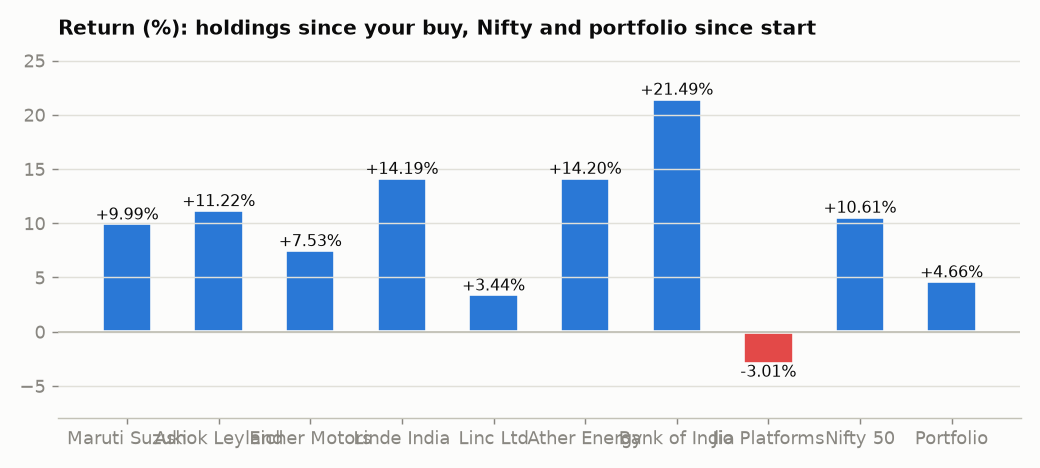 Return (%): holdings since your buy, Nifty and portfolio since start
25
20
15
10
5
0
−5
+9.99%
+11.22%
+7.53%
+14.19%
+3.44%
+14.20%
+21.49%
-3.01%
+10.61%
+4.66%
Maruti Suzuki
Ashok Leyland
Eicher Motors
Linde India
Linc Ltd
Ather Energy
Bank of India
Jio Platforms
Nifty 50
Portfolio